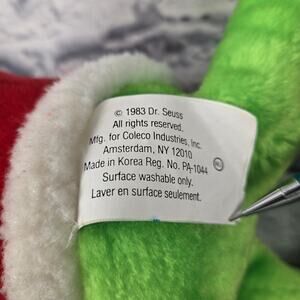 © 1983 Dr. Seuss
All rights reserved.
Mfg. for Coleco Industries, Inc.
Amsterdam, NY 12010
Made in Korea Reg. No. PA-1044
Surface washable only.
Laver en surface seulement.